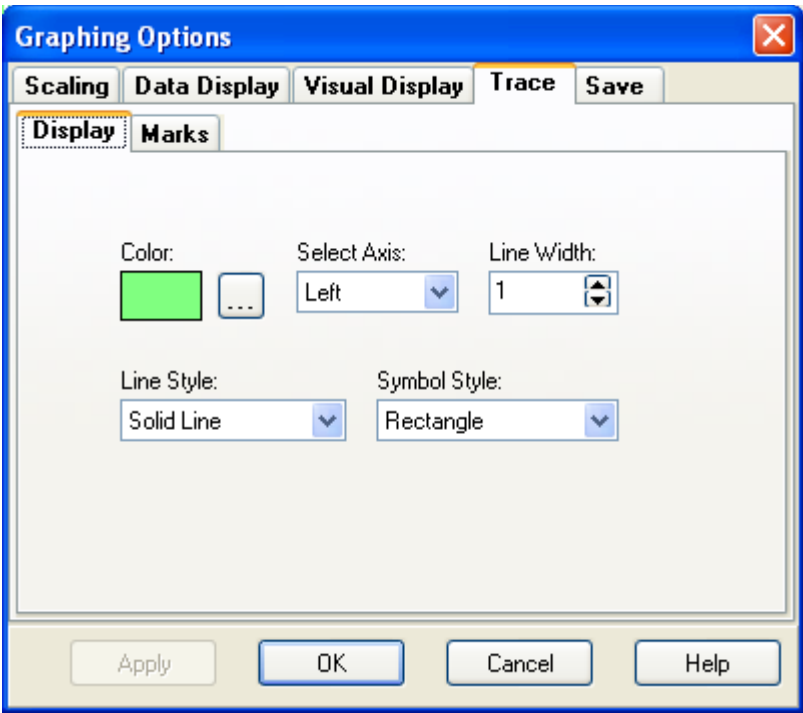 Graphing Options
Scaling Data Display Visual Display Trace Save
Display Marks
Color: Select Axis: Line Width:
... Left 1
Line Style: Symbol Style:
Solid Line Rectangle
Apply OK Cancel Help